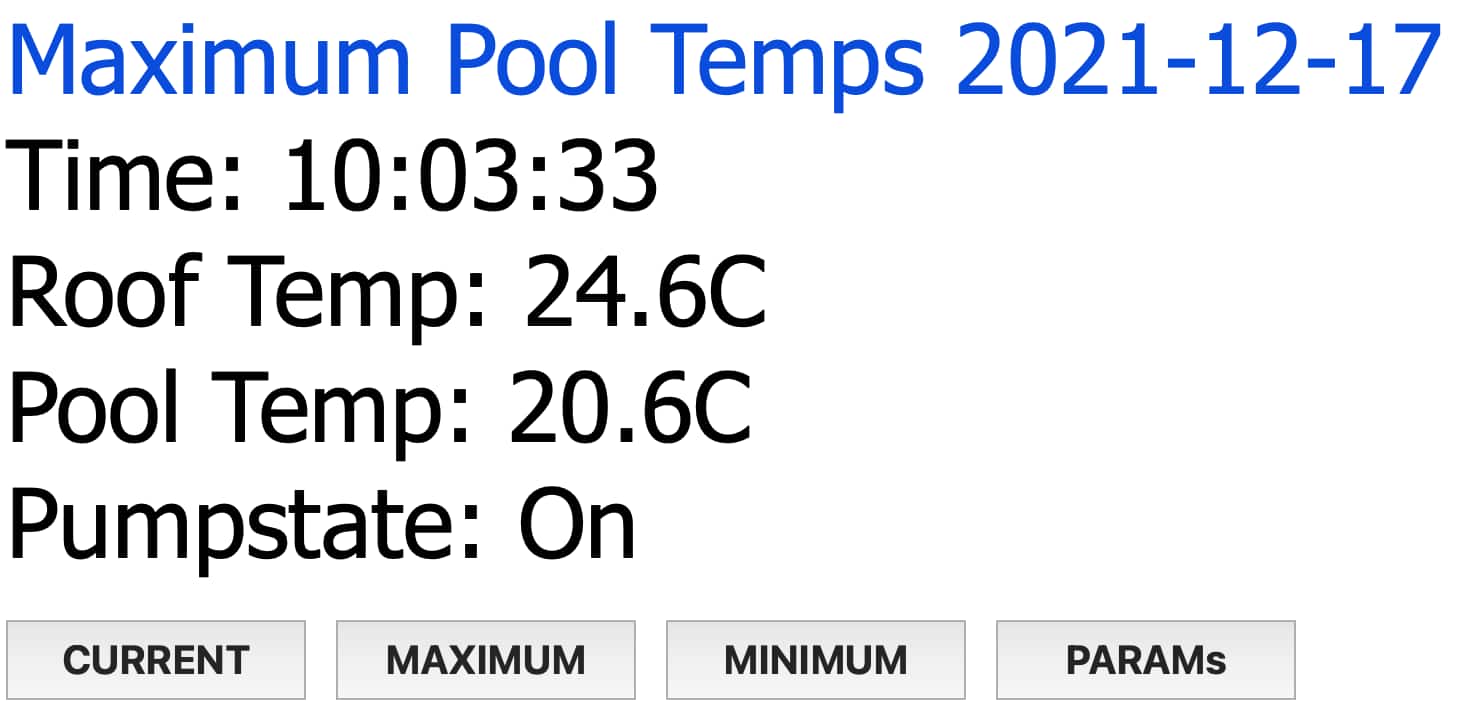 Maximum Pool Temps 2021-12-17
Time: 10:03:33
Roof Temp: 24.6C
Pool Temp: 20.6C
Pumpstate: On
CURRENT MAXIMUM MINIMUM PARAMs